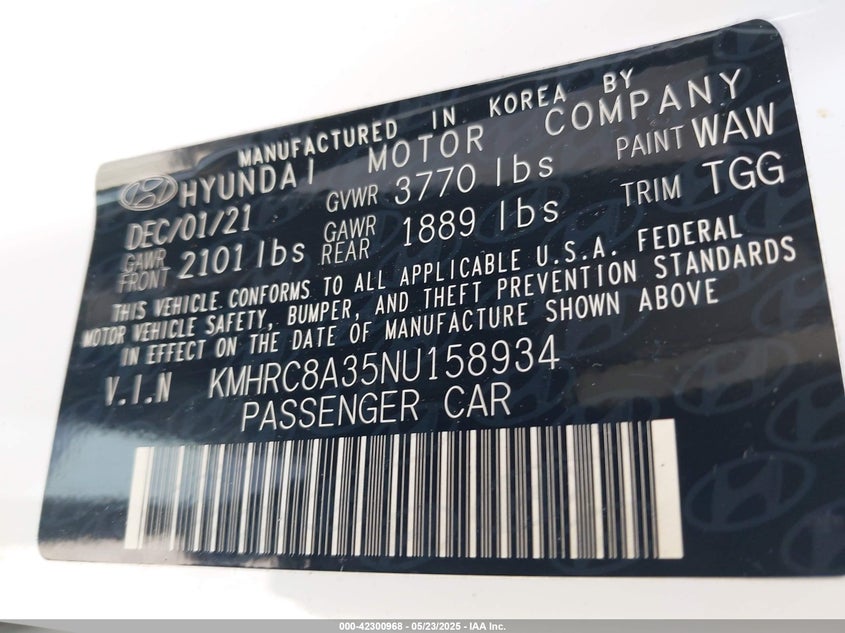 MANUFACTURED IN KOREA BY
HYUNDAI MOTOR COMPANY
DEC/01/21 GVWR 3770 lbs PAINT WAW
GAWR FRONT 2101 lbs GAWR REAR 1889 lbs TRIM TGG
THIS VEHICLE CONFORMS TO ALL APPLICABLE U.S.A. FEDERAL
MOTOR VEHICLE SAFETY, BUMPER, AND THEFT PREVENTION STANDARDS
IN EFFECT ON THE DATE OF MANUFACTURE SHOWN ABOVE
V.I.N KMHRC8A35NU158934
PASSENGER CAR
000-42300968 - 05/23/2025 - IAA Inc.